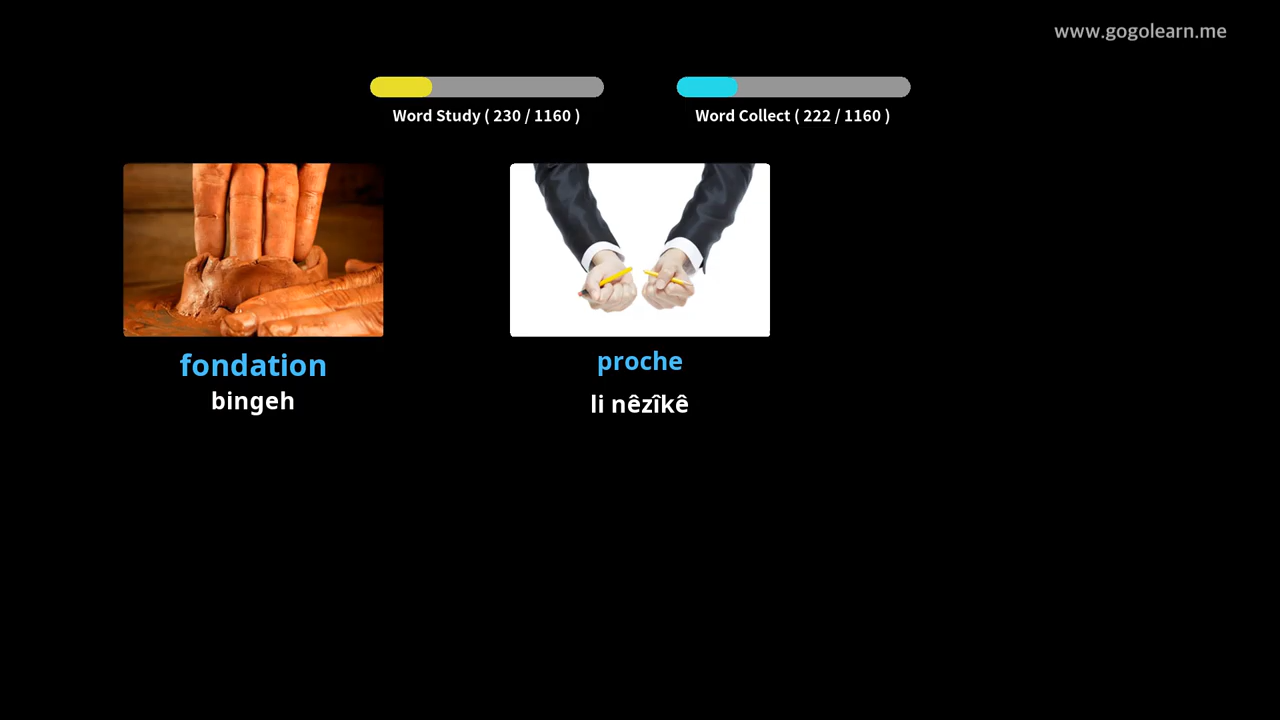 www.gogolearn.me
Word Study ( 230 / 1160 )
Word Collect ( 222 / 1160 )
fondation
bingeh
proche
li nêzîkê